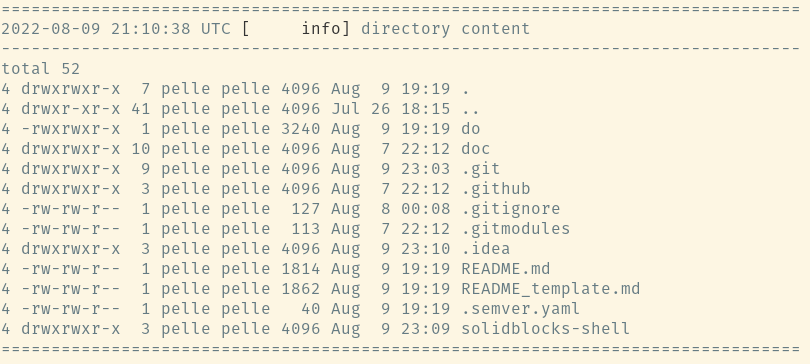 ================================================================================
2022-08-09 21:10:38 UTC [     info] directory content
--------------------------------------------------------------------------------
total 52
4 drwxrwxr-x  7 pelle pelle 4096 Aug  9 19:19 .
4 drwxr-xr-x 41 pelle pelle 4096 Jul 26 18:15 ..
4 -rwxrwxr-x  1 pelle pelle 3240 Aug  9 19:19 do
4 drwxrwxr-x 10 pelle pelle 4096 Aug  7 22:12 doc
4 drwxrwxr-x  9 pelle pelle 4096 Aug  9 23:03 .git
4 drwxrwxr-x  3 pelle pelle 4096 Aug  7 22:12 .github
4 -rw-rw-r--  1 pelle pelle  127 Aug  8 00:08 .gitignore
4 -rw-rw-r--  1 pelle pelle  113 Aug  7 22:12 .gitmodules
4 drwxrwxr-x  3 pelle pelle 4096 Aug  9 23:10 .idea
4 -rw-rw-r--  1 pelle pelle 1814 Aug  9 19:19 README.md
4 -rw-rw-r--  1 pelle pelle 1862 Aug  9 19:19 README_template.md
4 -rw-rw-r--  1 pelle pelle   40 Aug  9 19:19 .semver.yaml
4 drwxrwxr-x  3 pelle pelle 4096 Aug  9 23:09 solidblocks-shell
================================================================================